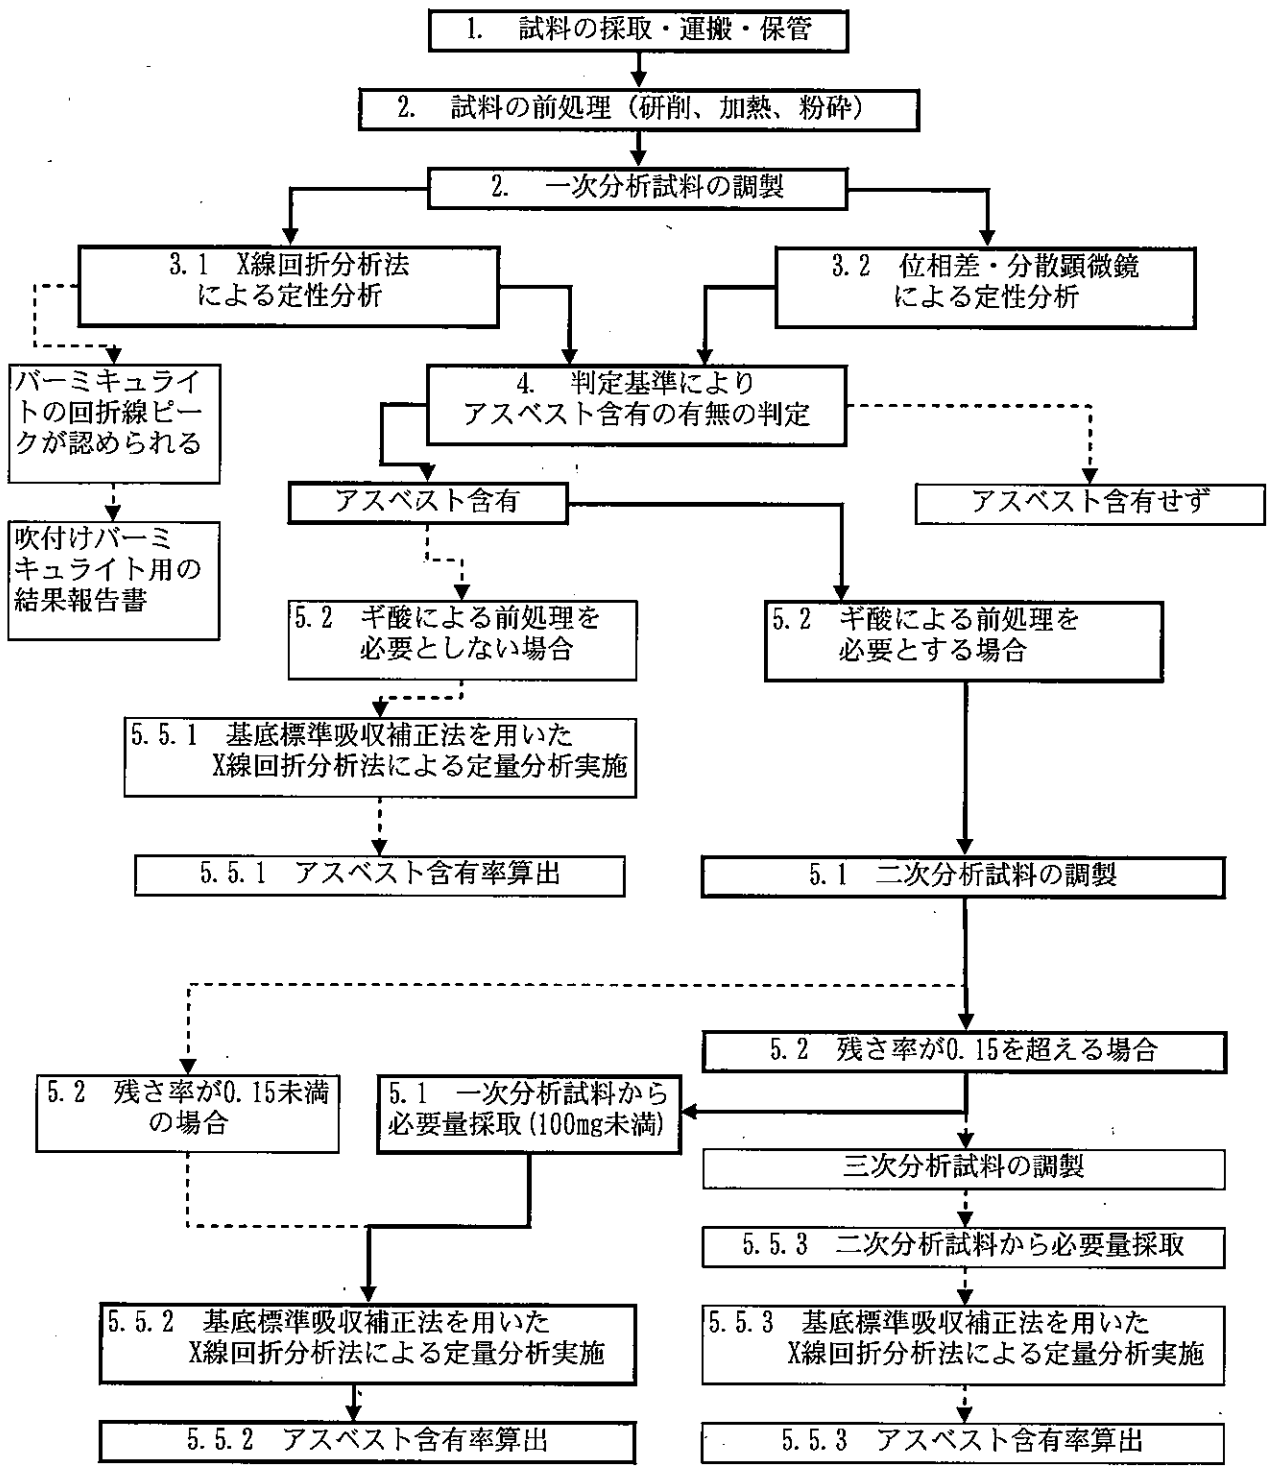 1. 試料の採取・運搬・保管
2. 試料の前処理（研削、加熱、粉砕）
2. 一次分析試料の調製
3.1 X線回折分析法
による定性分析
3.2 位相差・分散顕微鏡
による定性分析
バーミキュライ
トの回折線ピー
クが認められる
4. 判定基準により
アスベスト含有の有無の判定
アスベスト含有
アスベスト含有せず
吹付けバーミ
キュライト用の
結果報告書
5.2 ギ酸による前処理を
必要としない場合
5.2 ギ酸による前処理を
必要とする場合
5.5.1 基底標準吸収補正法を用いた
X線回折分析法による定量分析実施
5.5.1 アスベスト含有率算出
5.1 二次分析試料の調製
5.2 残さ率が0.15を超える場合
5.2 残さ率が0.15未満
の場合
5.1 一次分析試料から
必要量採取(100mg未満)
三次分析試料の調製
5.5.3 二次分析試料から必要量採取
5.5.2 基底標準吸収補正法を用いた
X線回折分析法による定量分析実施
5.5.3 基底標準吸収補正法を用いた
X線回折分析法による定量分析実施
5.5.2 アスベスト含有率算出
5.5.3 アスベスト含有率算出